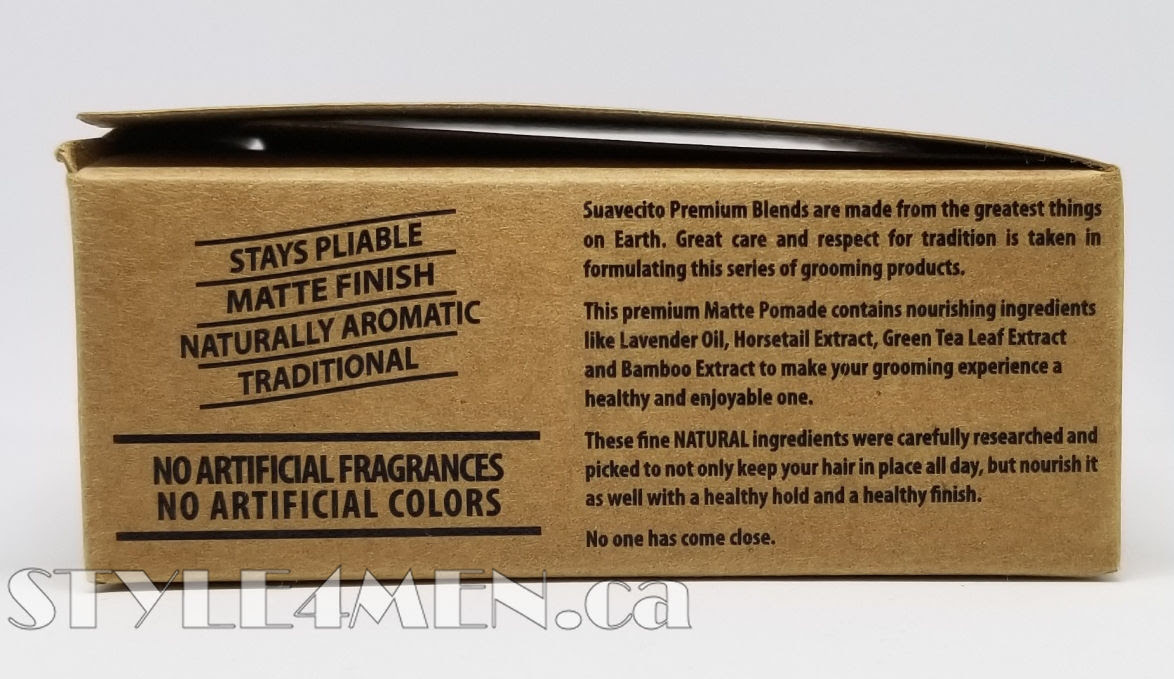 STAYS PLIABLE
MATTE FINISH
NATURALLY AROMATIC
TRADITIONAL
NO ARTIFICIAL FRAGRANCES
NO ARTIFICIAL COLORS
Suavecito Premium Blends are made from the greatest things
on Earth. Great care and respect for tradition is taken in
formulating this series of grooming products.
This premium Matte Pomade contains nourishing ingredients
like Lavender Oil, Horsetail Extract, Green Tea Leaf Extract
and Bamboo Extract to make your grooming experience a
healthy and enjoyable one.
These fine NATURAL ingredients were carefully researched and
picked to not only keep your hair in place all day, but nourish it
as well with a healthy hold and a healthy finish.
No one has come close.
STYLE4MEN.ca